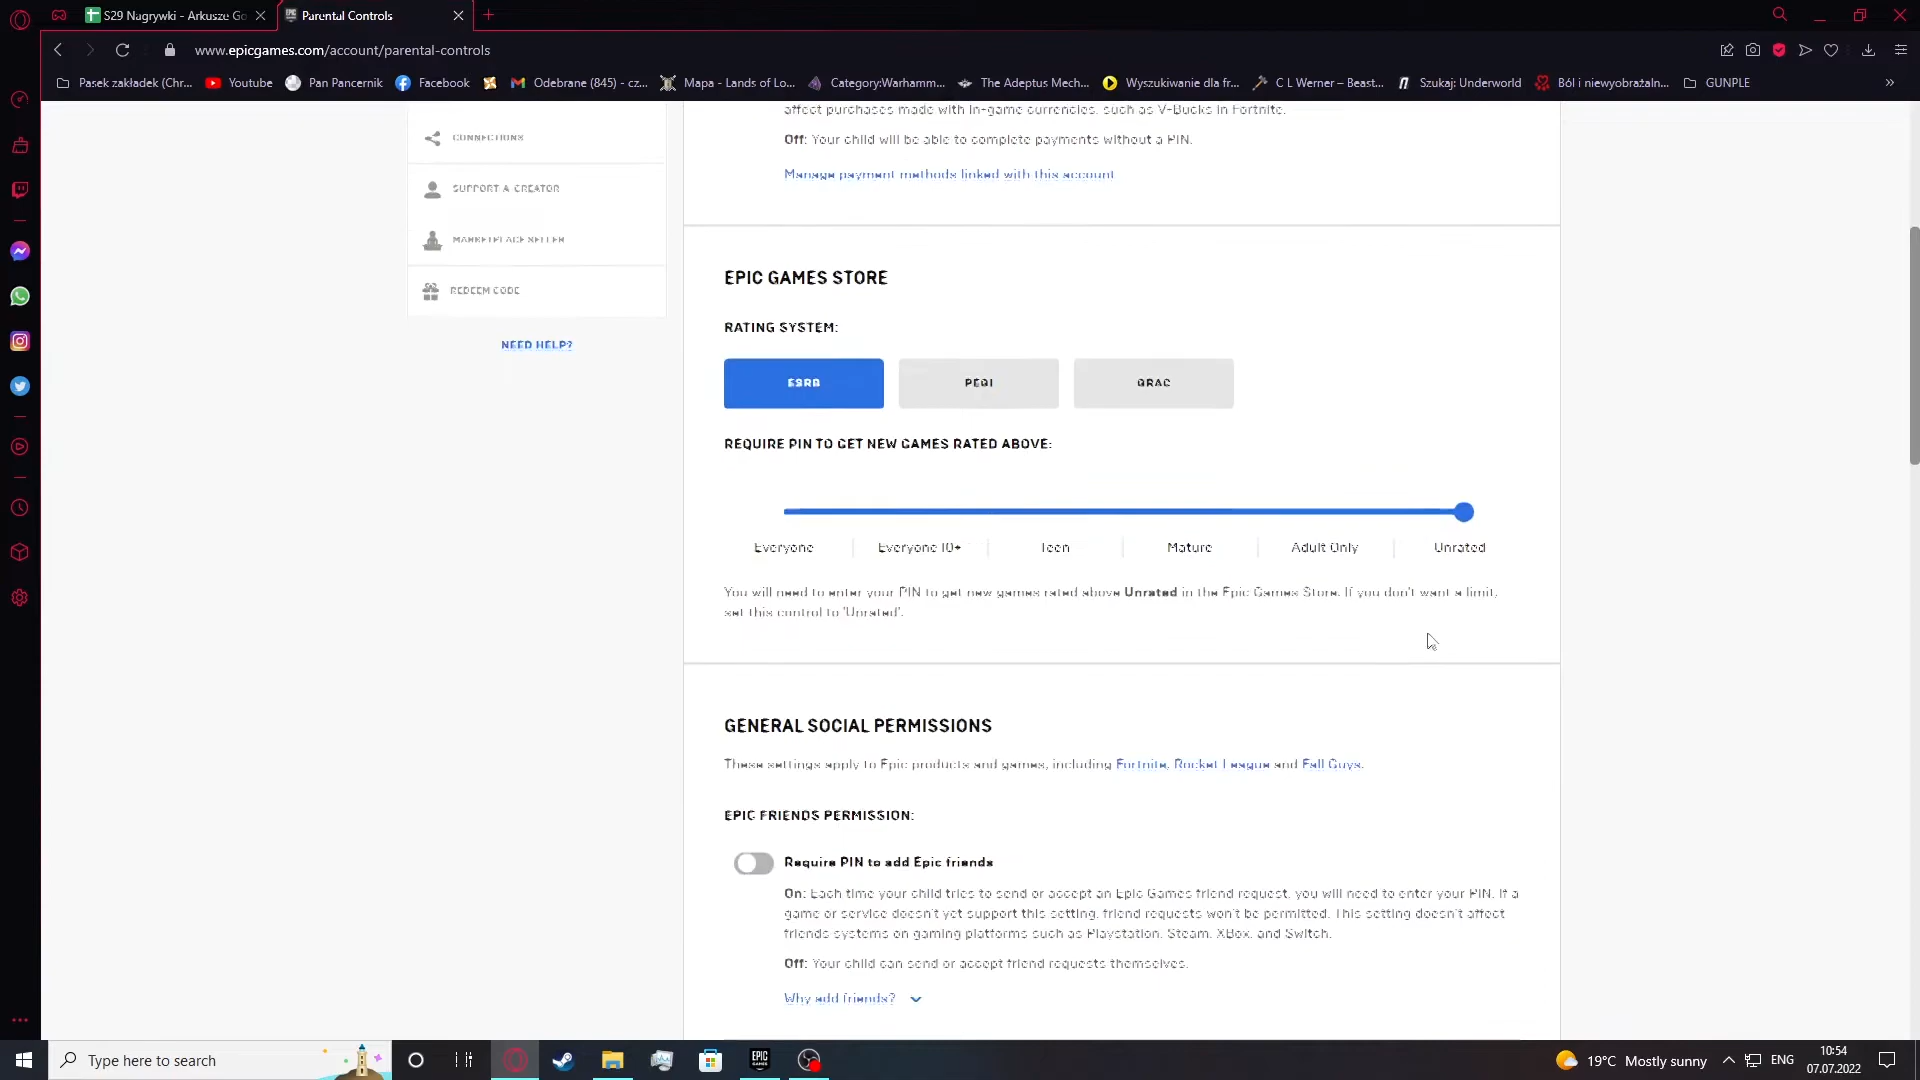 S29 Nagrywki - Arkusze Go
Parental Controls
www.epicgames.com/account/parental-controls
Pasek zakładek (Chr...
Youtube
Pan Pancernik
Facebook
Odebrane (845) - cz...
Mapa - Lands of Lo...
Category:Warhamm...
The Adeptus Mech...
Wyszukiwanie dla fr...
C L Werner – Beast...
Szukaj: Underworld
Ból i niewyobrażaln...
GUNPLE
CONNECTIONS
SUPPORT A CREATOR
MARKETPLACE SELLER
REDEEM CODE
NEED HELP?
affect purchases made with in-game currencies, such as V-Bucks in Fortnite.
Off: Your child will be able to complete payments without a PIN.
Manage payment methods linked with this account
EPIC GAMES STORE
RATING SYSTEM:
ESRB
PEGI
GRAC
REQUIRE PIN TO GET NEW GAMES RATED ABOVE:
Everyone
Everyone 10+
Teen
Mature
Adult Only
Unrated
You will need to enter your PIN to get new games rated above Unrated in the Epic Games Store. If you don't want a limit,
set this control to 'Unrated'.
GENERAL SOCIAL PERMISSIONS
These settings apply to Epic products and games, including Fortnite, Rocket League and Fall Guys.
EPIC FRIENDS PERMISSION:
Require PIN to add Epic friends
On: Each time your child tries to send or accept an Epic Games friend request, you will need to enter your PIN. If a
game or service doesn't yet support this setting, friend requests won't be permitted. This setting doesn't affect
friends systems on gaming platforms such as Playstation, Steam, XBox, and Switch.
Off: Your child can send or accept friend requests themselves.
Why add friends?
Type here to search
EPIC
GAMES
19°C Mostly sunny
ENG
10:54
07.07.2022